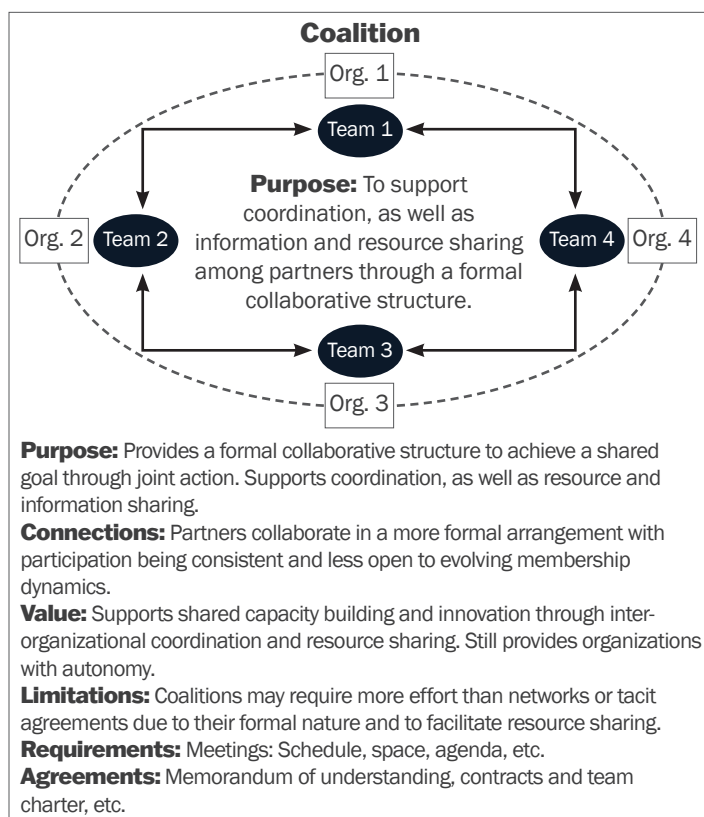 Coalition
Org. 1
Team 1
Purpose: To support
coordination, as well as
information and resource sharing
among partners through a formal
collaborative structure.
Org. 2
Team 2
Team 4
Org. 4
Team 3
Org. 3
Purpose: Provides a formal collaborative structure to achieve a shared
goal through joint action. Supports coordination, as well as resource and
information sharing.
Connections: Partners collaborate in a more formal arrangement with
participation being consistent and less open to evolving membership
dynamics.
Value: Supports shared capacity building and innovation through inter-
organizational coordination and resource sharing. Still provides organizations
with autonomy.
Limitations: Coalitions may require more effort than networks or tacit
agreements due to their formal nature and to facilitate resource sharing.
Requirements: Meetings: Schedule, space, agenda, etc.
Agreements: Memorandum of understanding, contracts and team
charter, etc.